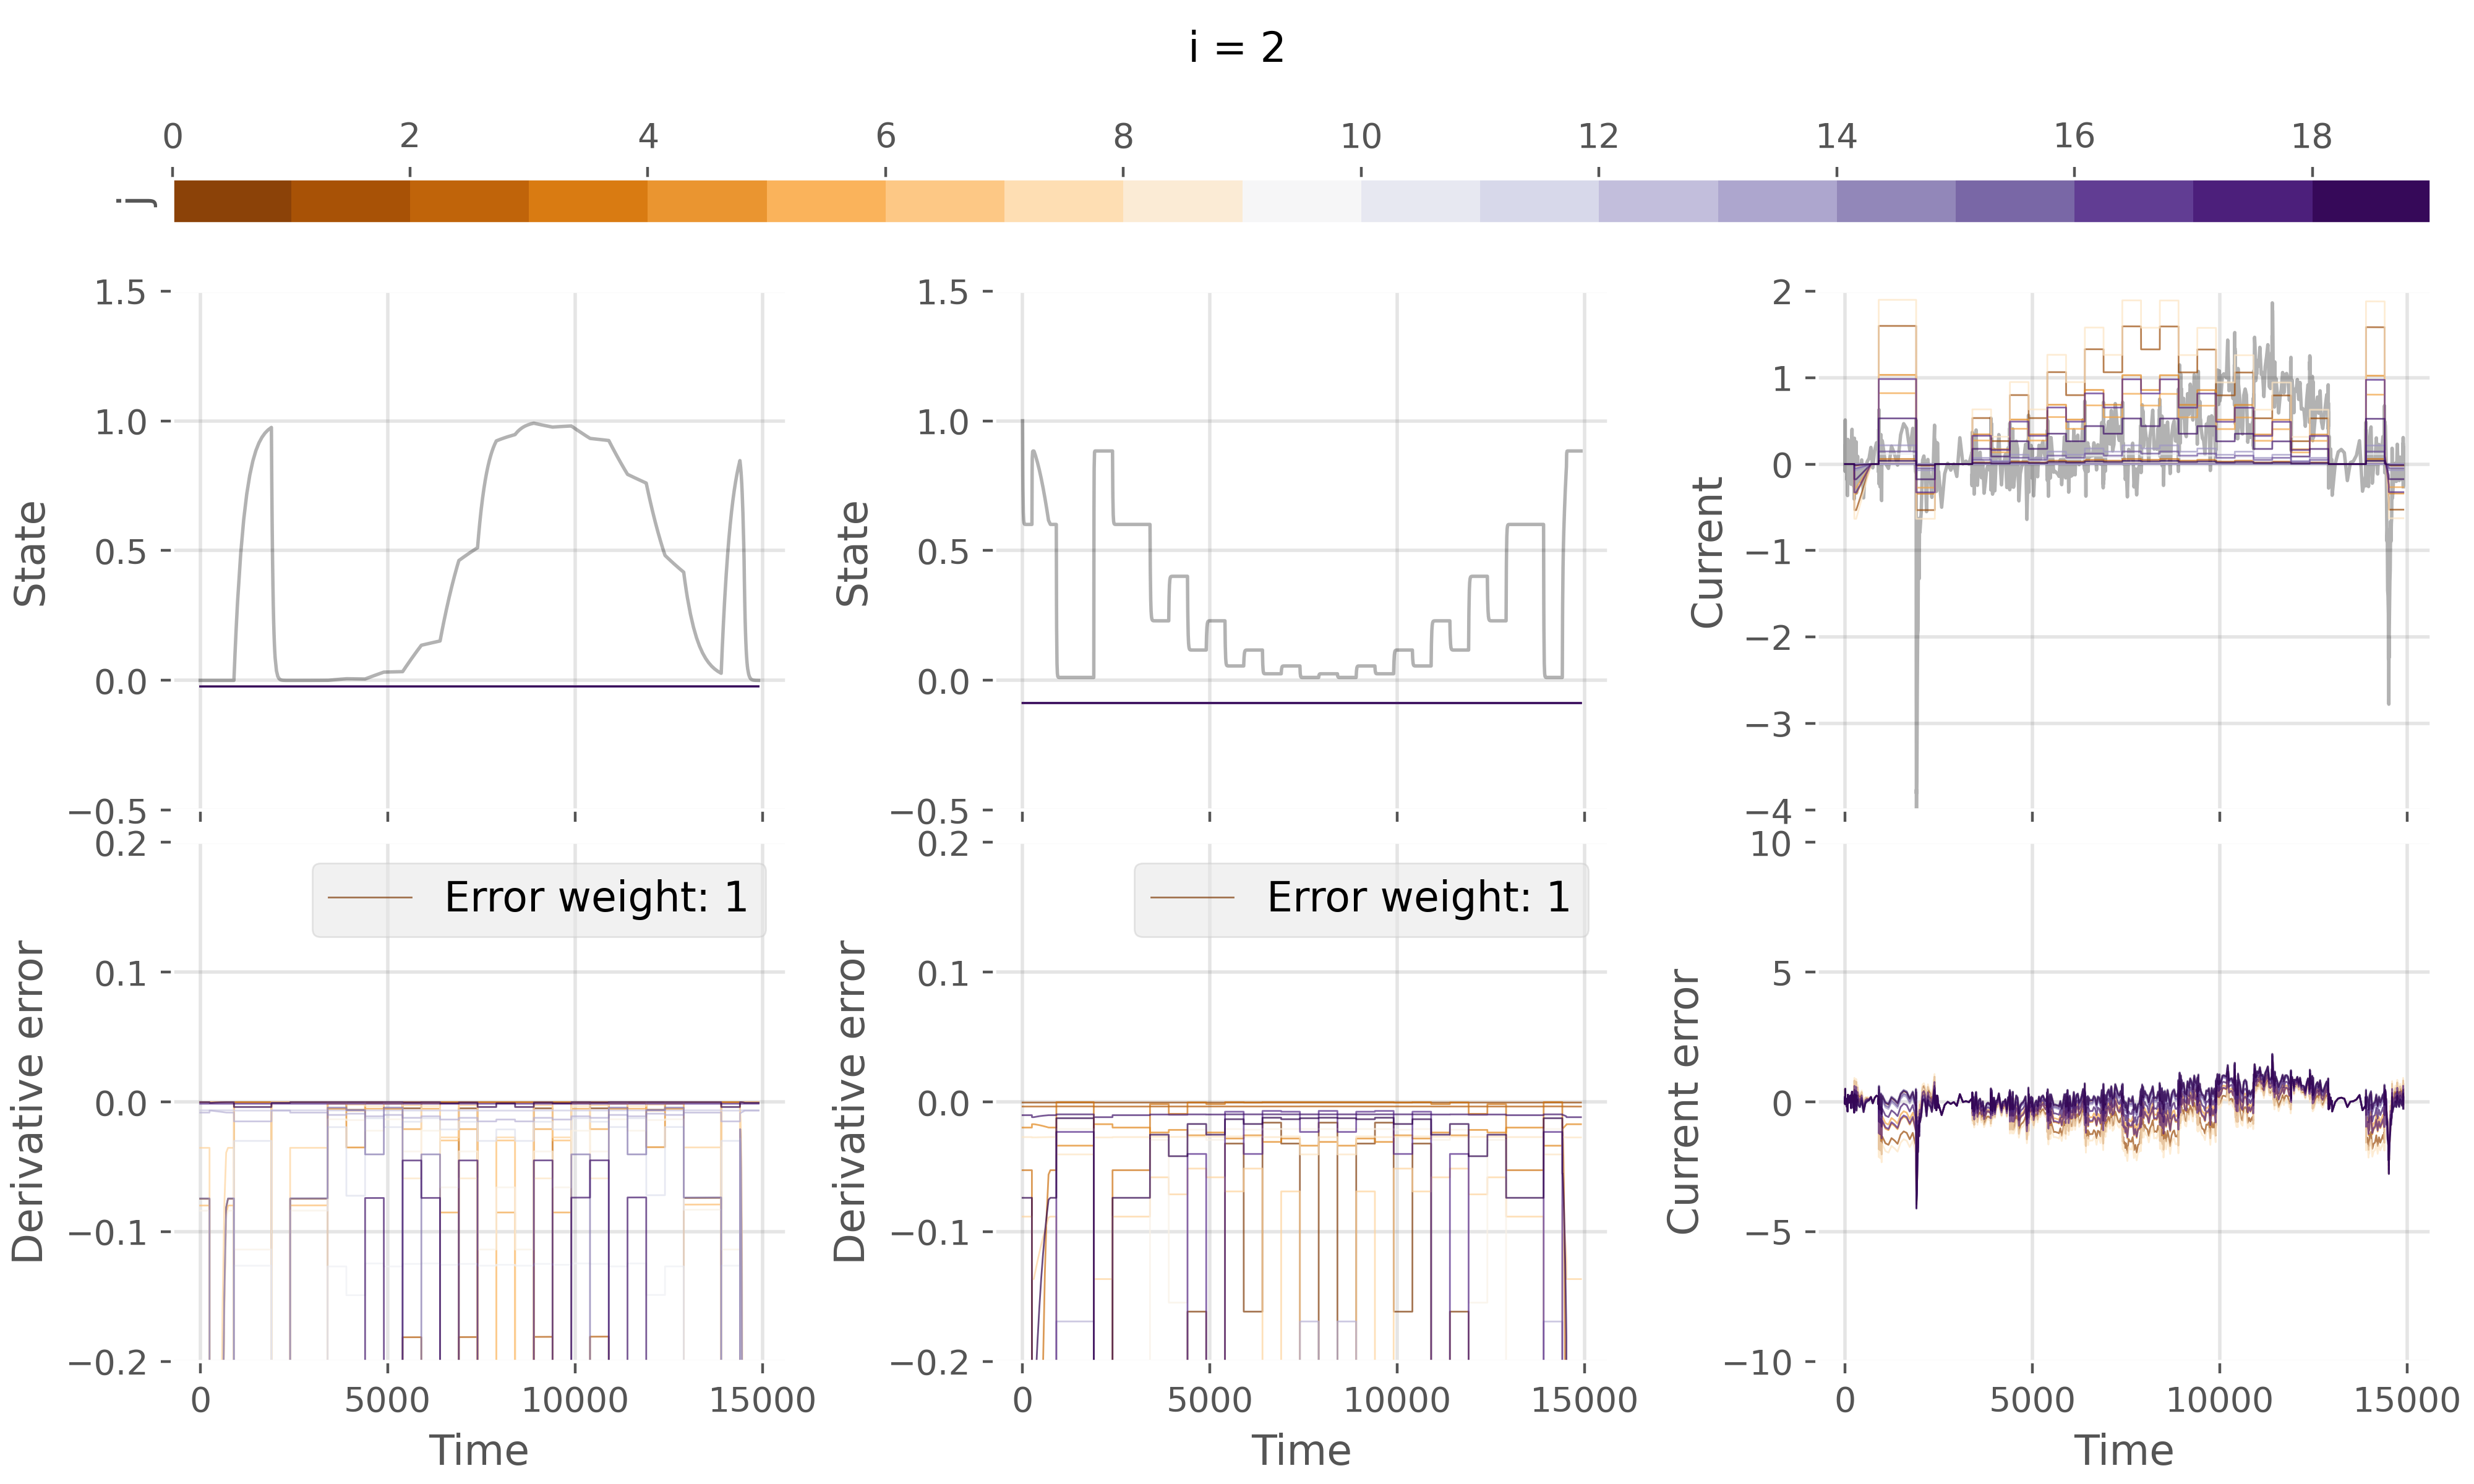 i = 2
0 2 4 6 8 10 12 14 16 18
j
1.5 1.0 0.5 0.0 −0.5
State
1.5 1.0 0.5 0.0 −0.5
State
2 1 0 −1 −2 −3 −4
Current
0.2 0.1 0.0 −0.1 −0.2
Derivative error
Error weight: 1
0 5000 10000 15000
Time
0.2 0.1 0.0 −0.1 −0.2
Derivative error
Error weight: 1
0 5000 10000 15000
Time
10 5 0 −5 −10
Current error
0 5000 10000 15000
Time